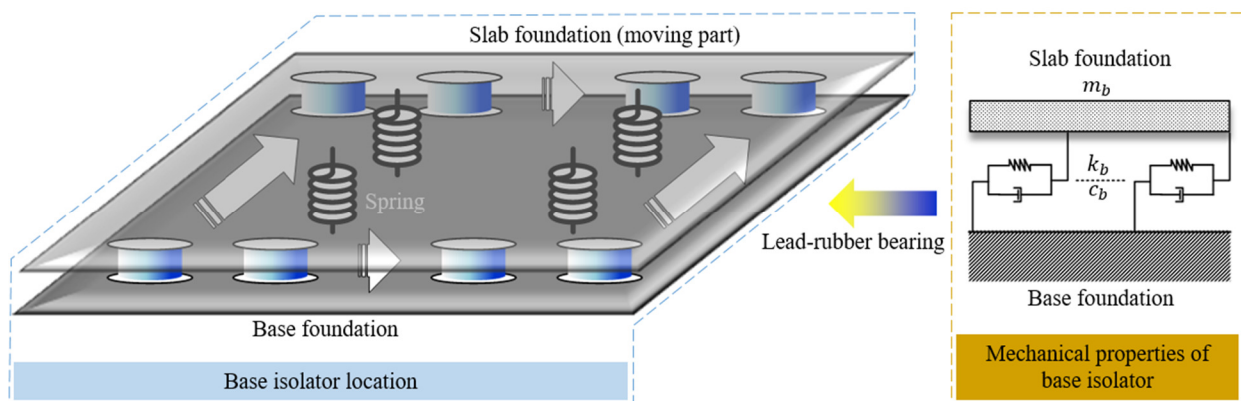 Slab foundation (moving part)
Spring
Base foundation
Base isolator location
Lead-rubber bearing
Slab foundation
m_b
k_b
c_b
Base foundation
Mechanical properties of
base isolator